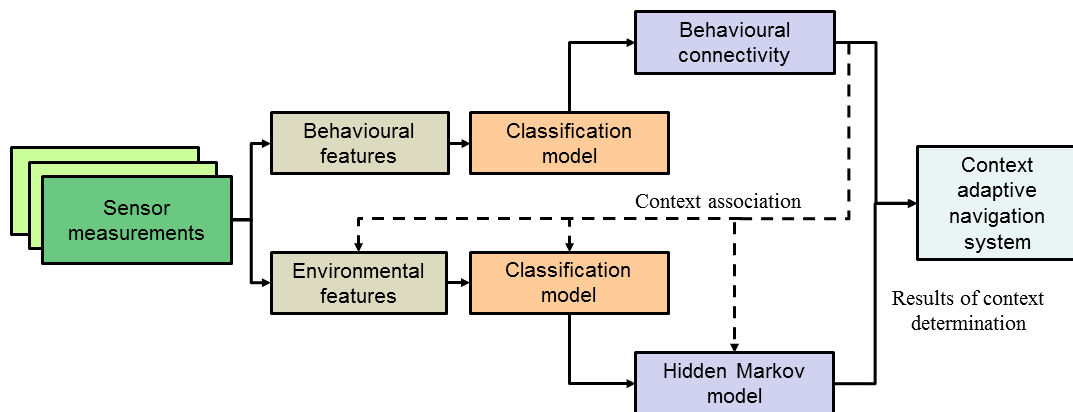 Behavioural
connectivity
Behavioural
features
Classification
model
Sensor
measurements
Context association
Context
adaptive
navigation
system
Environmental
features
Classification
model
Results of context
determination
Hidden Markov
model